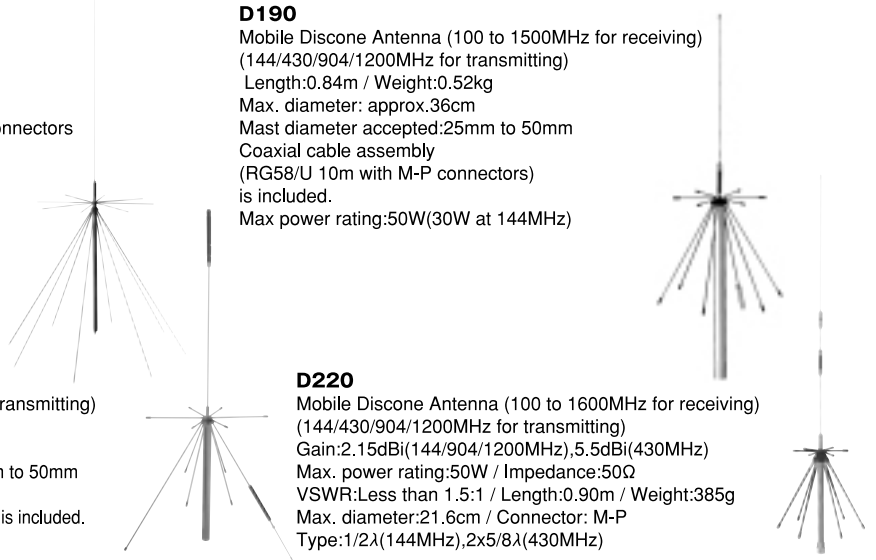 D190
Mobile Discone Antenna (100 to 1500MHz for receiving)
(144/430/904/1200MHz for transmitting)
Length:0.84m / Weight:0.52kg
Max. diameter: approx.36cm
Mast diameter accepted:25mm to 50mm
Coaxial cable assembly
(RG58/U 10m with M-P connectors)
is included.
Max power rating:50W(30W at 144MHz)
D220
Mobile Discone Antenna (100 to 1600MHz for receiving)
(144/430/904/1200MHz for transmitting)
Gain:2.15dBi(144/904/1200MHz),5.5dBi(430MHz)
Max. power rating:50W / Impedance:50Ω
VSWR:Less than 1.5:1 / Length:0.90m / Weight:385g
Max. diameter:21.6cm / Connector: M-P
Type:1/2λ(144MHz),2x5/8λ(430MHz)
to 50mm
is included.